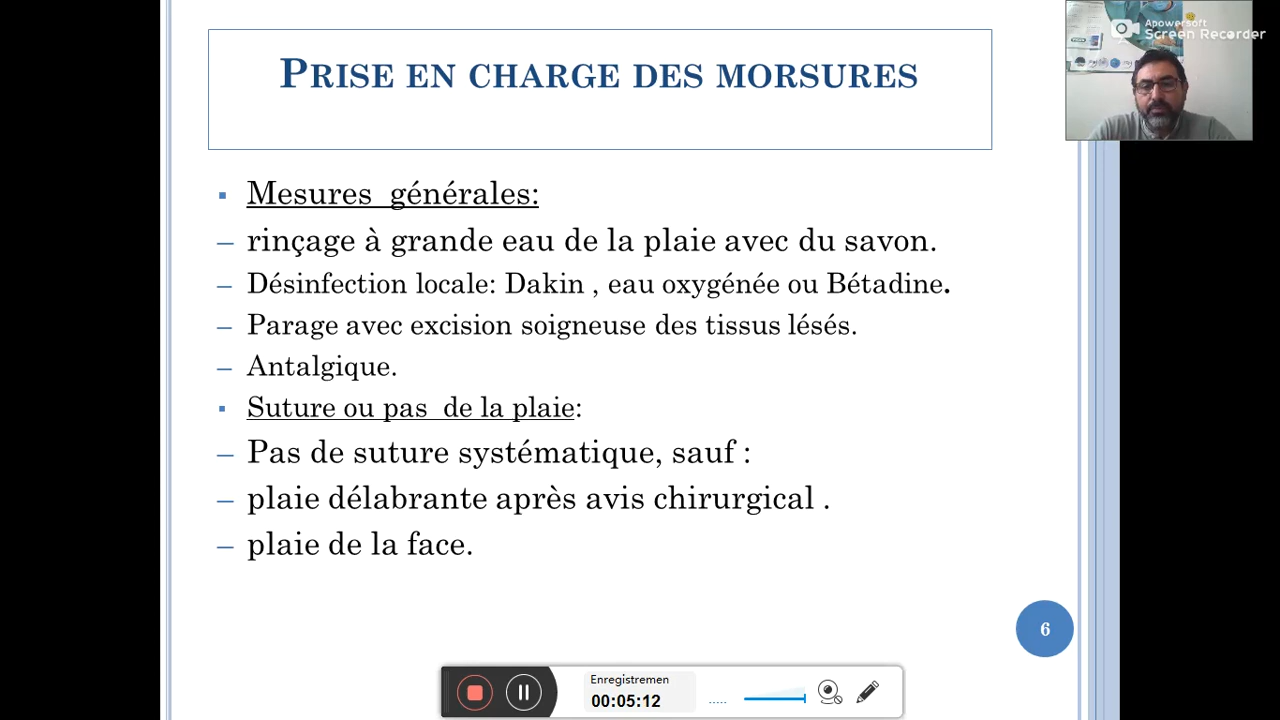 Apowersoft
Screen Recorder
PRISE EN CHARGE DES MORSURES
Mesures générales:
– rinçage à grande eau de la plaie avec du savon.
– Désinfection locale: Dakin , eau oxygénée ou Bétadine.
– Parage avec excision soigneuse des tissus lésés.
– Antalgique.
Suture ou pas de la plaie:
– Pas de suture systématique, sauf :
– plaie délabrante après avis chirurgical .
– plaie de la face.
6
Enregistremen
00:05:12